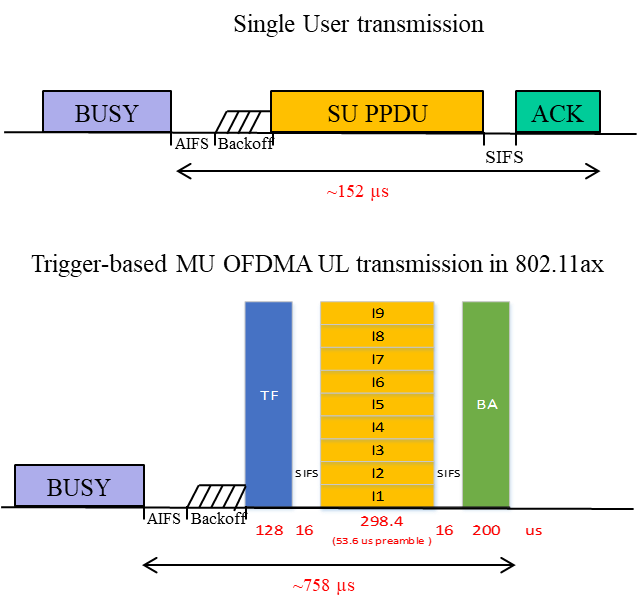 Single User transmission
BUSY
SU PPDU
ACK
AIFS
Backoff
SIFS
~152 µs
Trigger-based MU OFDMA UL transmission in 802.11ax
I9
I8
I7
I6
TF
I5
BA
I4
I3
SIFS
I2
SIFS
BUSY
I1
AIFS
Backoff
128
16
298.4
16
200
us
(53.6 us preamble )
~758 µs